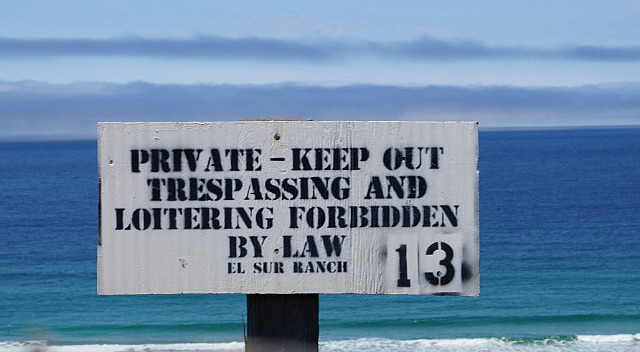 PRIVATE - KEEP OUT
TRESPASSING AND
LOITERING FORBIDDEN
BY LAW
EL SUR RANCH
13